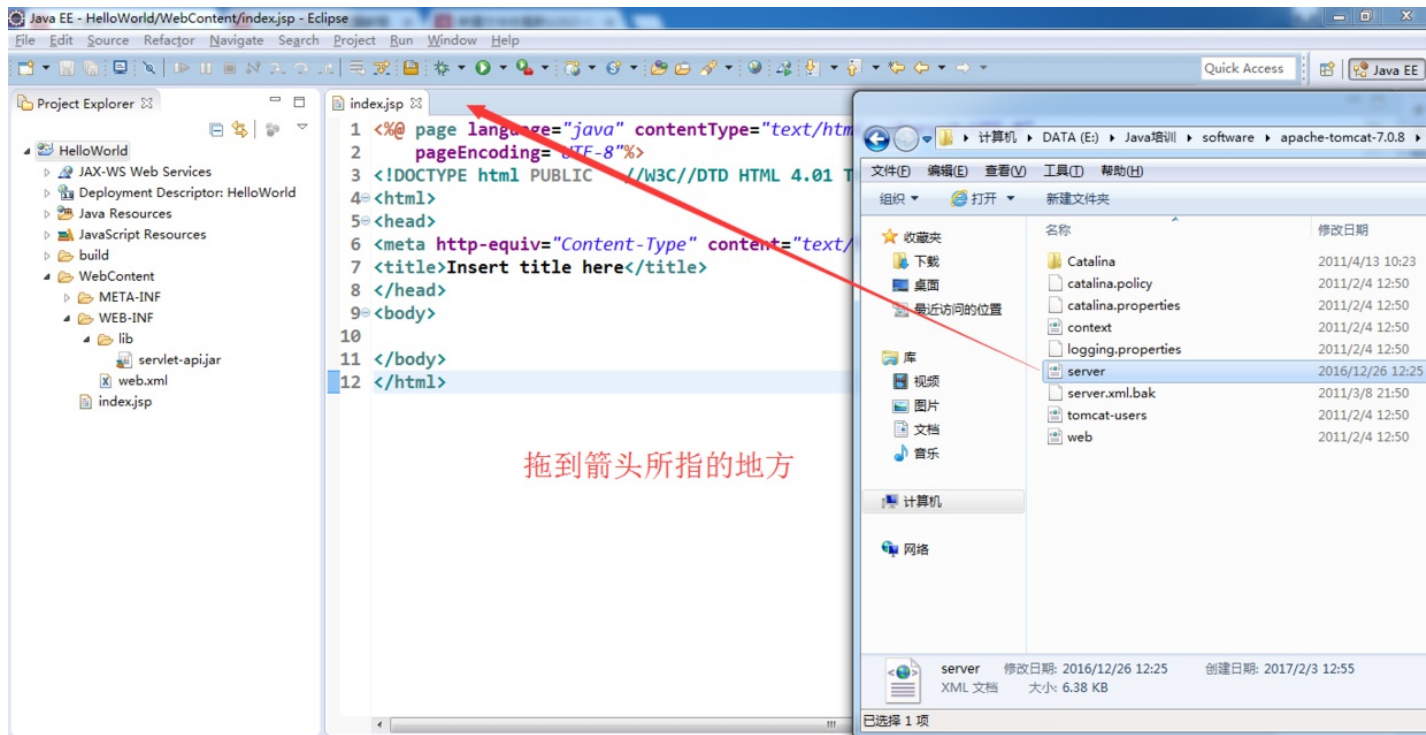 Java EE - HelloWorld/WebContent/index.jsp - Eclipse
File Edit Source Refactor Navigate Search Project Run Window Help
Quick Access
Java EE
Project Explorer
HelloWorld
JAX-WS Web Services
Deployment Descriptor: HelloWorld
Java Resources
JavaScript Resources
build
WebContent
META-INF
WEB-INF
lib
servlet-api.jar
web.xml
index.jsp
index.jsp
1 <%@ page language="java" contentType="text/htm
2 pageEncoding="UTF-8"%>
3 <!DOCTYPE html PUBLIC "-//W3C//DTD HTML 4.01 T
4 <html>
5 <head>
6 <meta http-equiv="Content-Type" content="text/
7 <title>Insert title here</title>
8 </head>
9 <body>
10
11 </body>
12 </html>
拖到箭头所指的地方
计算机 DATA (E:) Java培训 software apache-tomcat-7.0.8
文件(F) 编辑(E) 查看(V) 工具(T) 帮助(H)
组织 打开 新建文件夹
收藏夹
下载
桌面
最近访问的位置
库
视频
图片
文档
音乐
计算机
网络
名称 修改日期
Catalina 2011/4/13 10:23
catalina.policy 2011/2/4 12:50
catalina.properties 2011/2/4 12:50
context 2011/2/4 12:50
logging.properties 2011/2/4 12:50
server 2016/12/26 12:25
server.xml.bak 2011/3/8 21:50
tomcat-users 2011/2/4 12:50
web 2011/2/4 12:50
server 修改日期: 2016/12/26 12:25 创建日期: 2017/2/3 12:55
XML 文档 大小: 6.38 KB
已选择 1 项